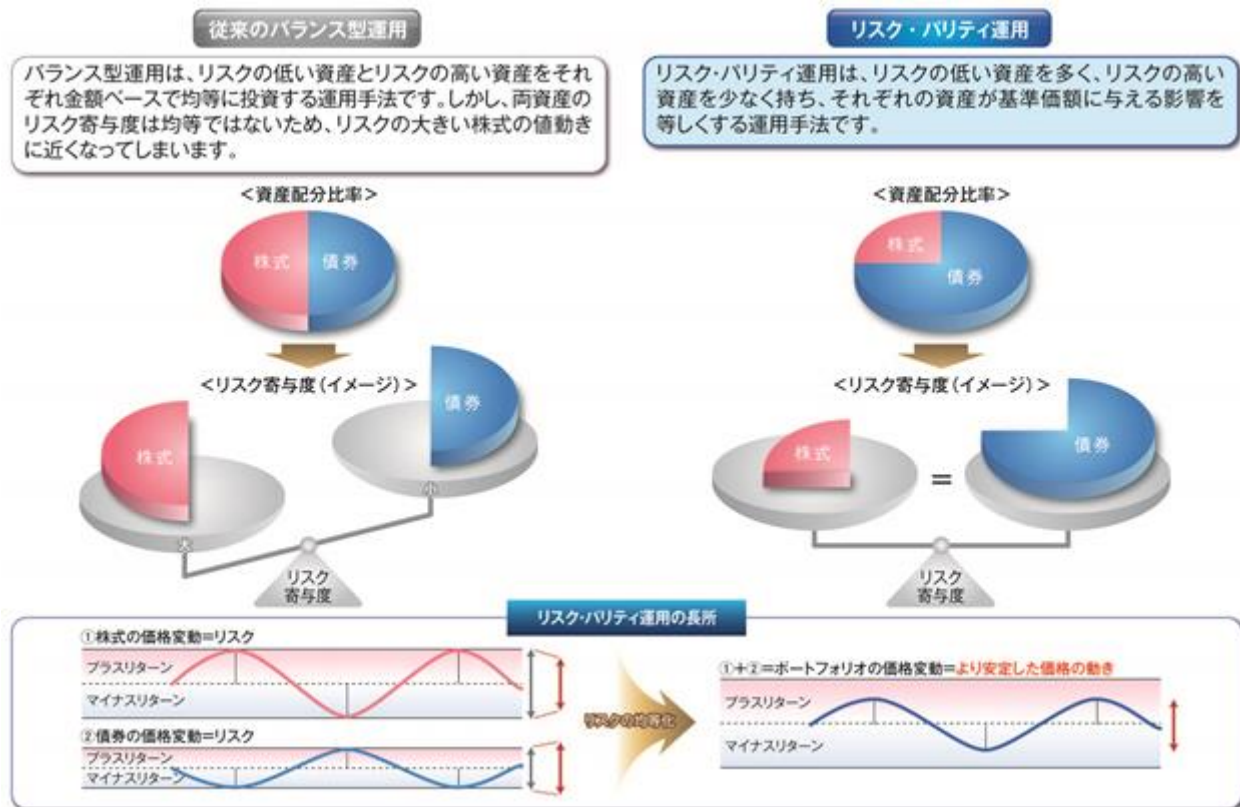 従来のバランス型運用
バランス型運用は、リスクの低い資産とリスクの高い資産をそれ
ぞれ金額ベースで均等に投資する運用手法です。しかし、両資産の
リスク寄与度は均等ではないため、リスクの大きい株式の値動き
に近くなってしまいます。
<資産配分比率>
株式
債券
<リスク寄与度(イメージ)>
株式
債券
大
小
リスク
寄与度
リスク・パリティ運用
リスク・パリティ運用は、リスクの低い資産を多く、リスクの高い
資産を少なく持ち、それぞれの資産が基準価額に与える影響を
等しくする運用手法です。
<資産配分比率>
株式
債券
<リスク寄与度(イメージ)>
株式
=
債券
リスク
寄与度
リスク・パリティ運用の長所
①株式の価格変動=リスク
プラスリターン
マイナスリターン
②債券の価格変動=リスク
プラスリターン
マイナスリターン
リスクの均等化
①+②=ポートフォリオの価格変動=より安定した価格の動き
プラスリターン
マイナスリターン